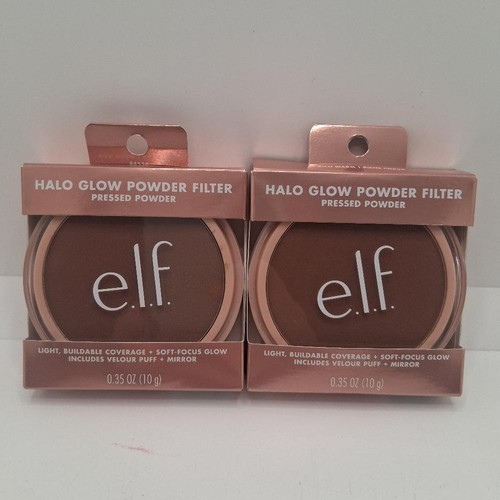 HALO GLOW POWDER FILTER
PRESSED POWDER
e.l.f.
LIGHT, BUILDABLE COVERAGE + SOFT-FOCUS GLOW
INCLUDES VELOUR PUFF + MIRROR
0.35 OZ (10 g)
HALO GLOW POWDER FILTER
PRESSED POWDER
e.l.f.
LIGHT, BUILDABLE COVERAGE + SOFT-FOCUS GLOW
INCLUDES VELOUR PUFF + MIRROR
0.35 OZ (10 g)